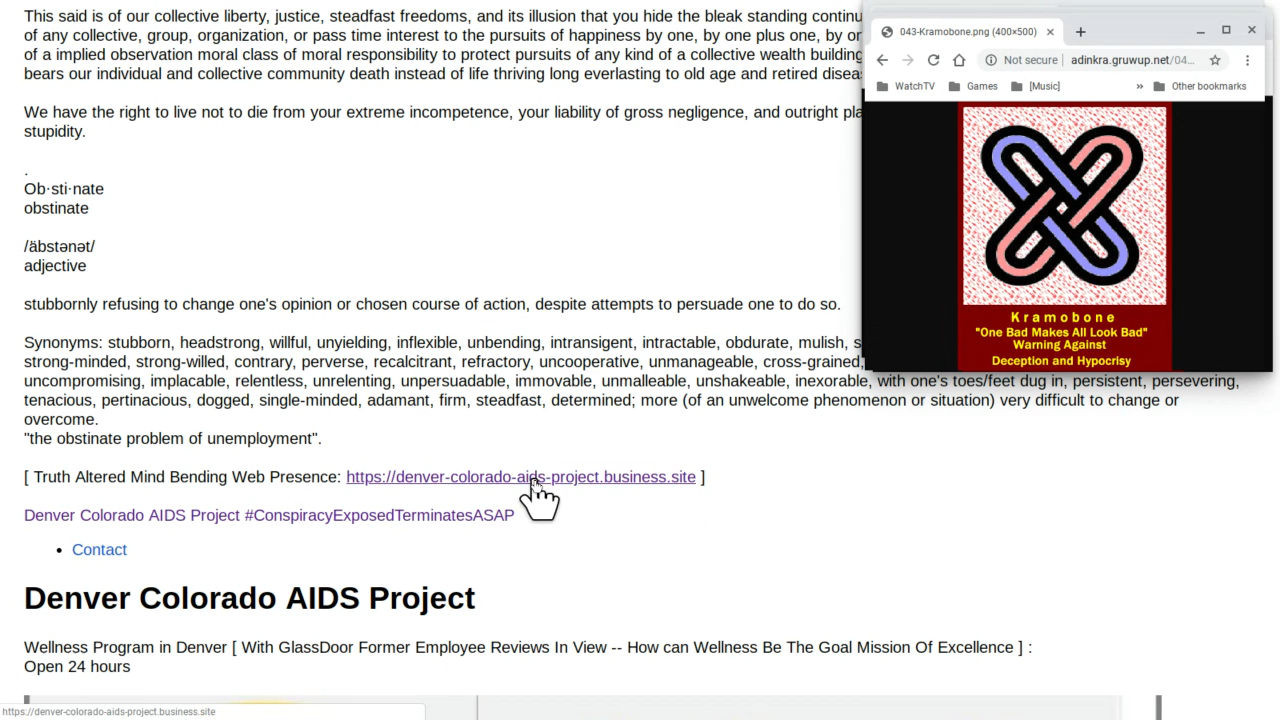 This said is of our collective liberty, justice, steadfast freedoms, and its illusion that you hide the bleak standing
of any collective, group, organization, or pass time interest to the pursuits of happiness by one, by one plus one, by
of a implied observation moral class of moral responsibility to protect pursuits of any kind of a collective wealth building
bears our individual and collective community death instead of life thriving long everlasting to old age and retired
We have the right to live not to die from your extreme incompetence, your liability of gross negligence, and outright
stupidity.
.
Ob·sti·nate
obstinate
/äbstənət/
adjective
stubbornly refusing to change one's opinion or chosen course of action, despite attempts to persuade one to do so.
Synonyms: stubborn, headstrong, willful, unyielding, inflexible, unbending, intransigent, intractable, obdurate, mulish,
strong-minded, strong-willed, contrary, perverse, recalcitrant, refractory, uncooperative, unmanageable, cross-grained,
uncompromising, implacable, relentless, unrelenting, unpersuadable, immovable, unmalleable, unshakeable, inexorable, with one's toes/feet dug in, persistent, persevering,
tenacious, pertinacious, dogged, single-minded, adamant, firm, steadfast, determined; more (of an unwelcome phenomenon or situation) very difficult to change or
overcome.
"the obstinate problem of unemployment".
[ Truth Altered Mind Bending Web Presence: https://denver-colorado-aids-project.business.site ]
Denver Colorado AIDS Project #ConspiracyExposedTerminatesASAP
• Contact
Denver Colorado AIDS Project
Wellness Program in Denver [ With GlassDoor Former Employee Reviews In View -- How can Wellness Be The Goal Mission Of Excellence ] :
Open 24 hours
https://denver-colorado-aids-project.business.site
043-Kramobone.png (400×500)
Not secure adinkra.gruwup.net/04...
WatchTV Games [Music] » Other bookmarks
Kramobone
"One Bad Makes All Look Bad"
Warning Against
Deception and Hypocrisy